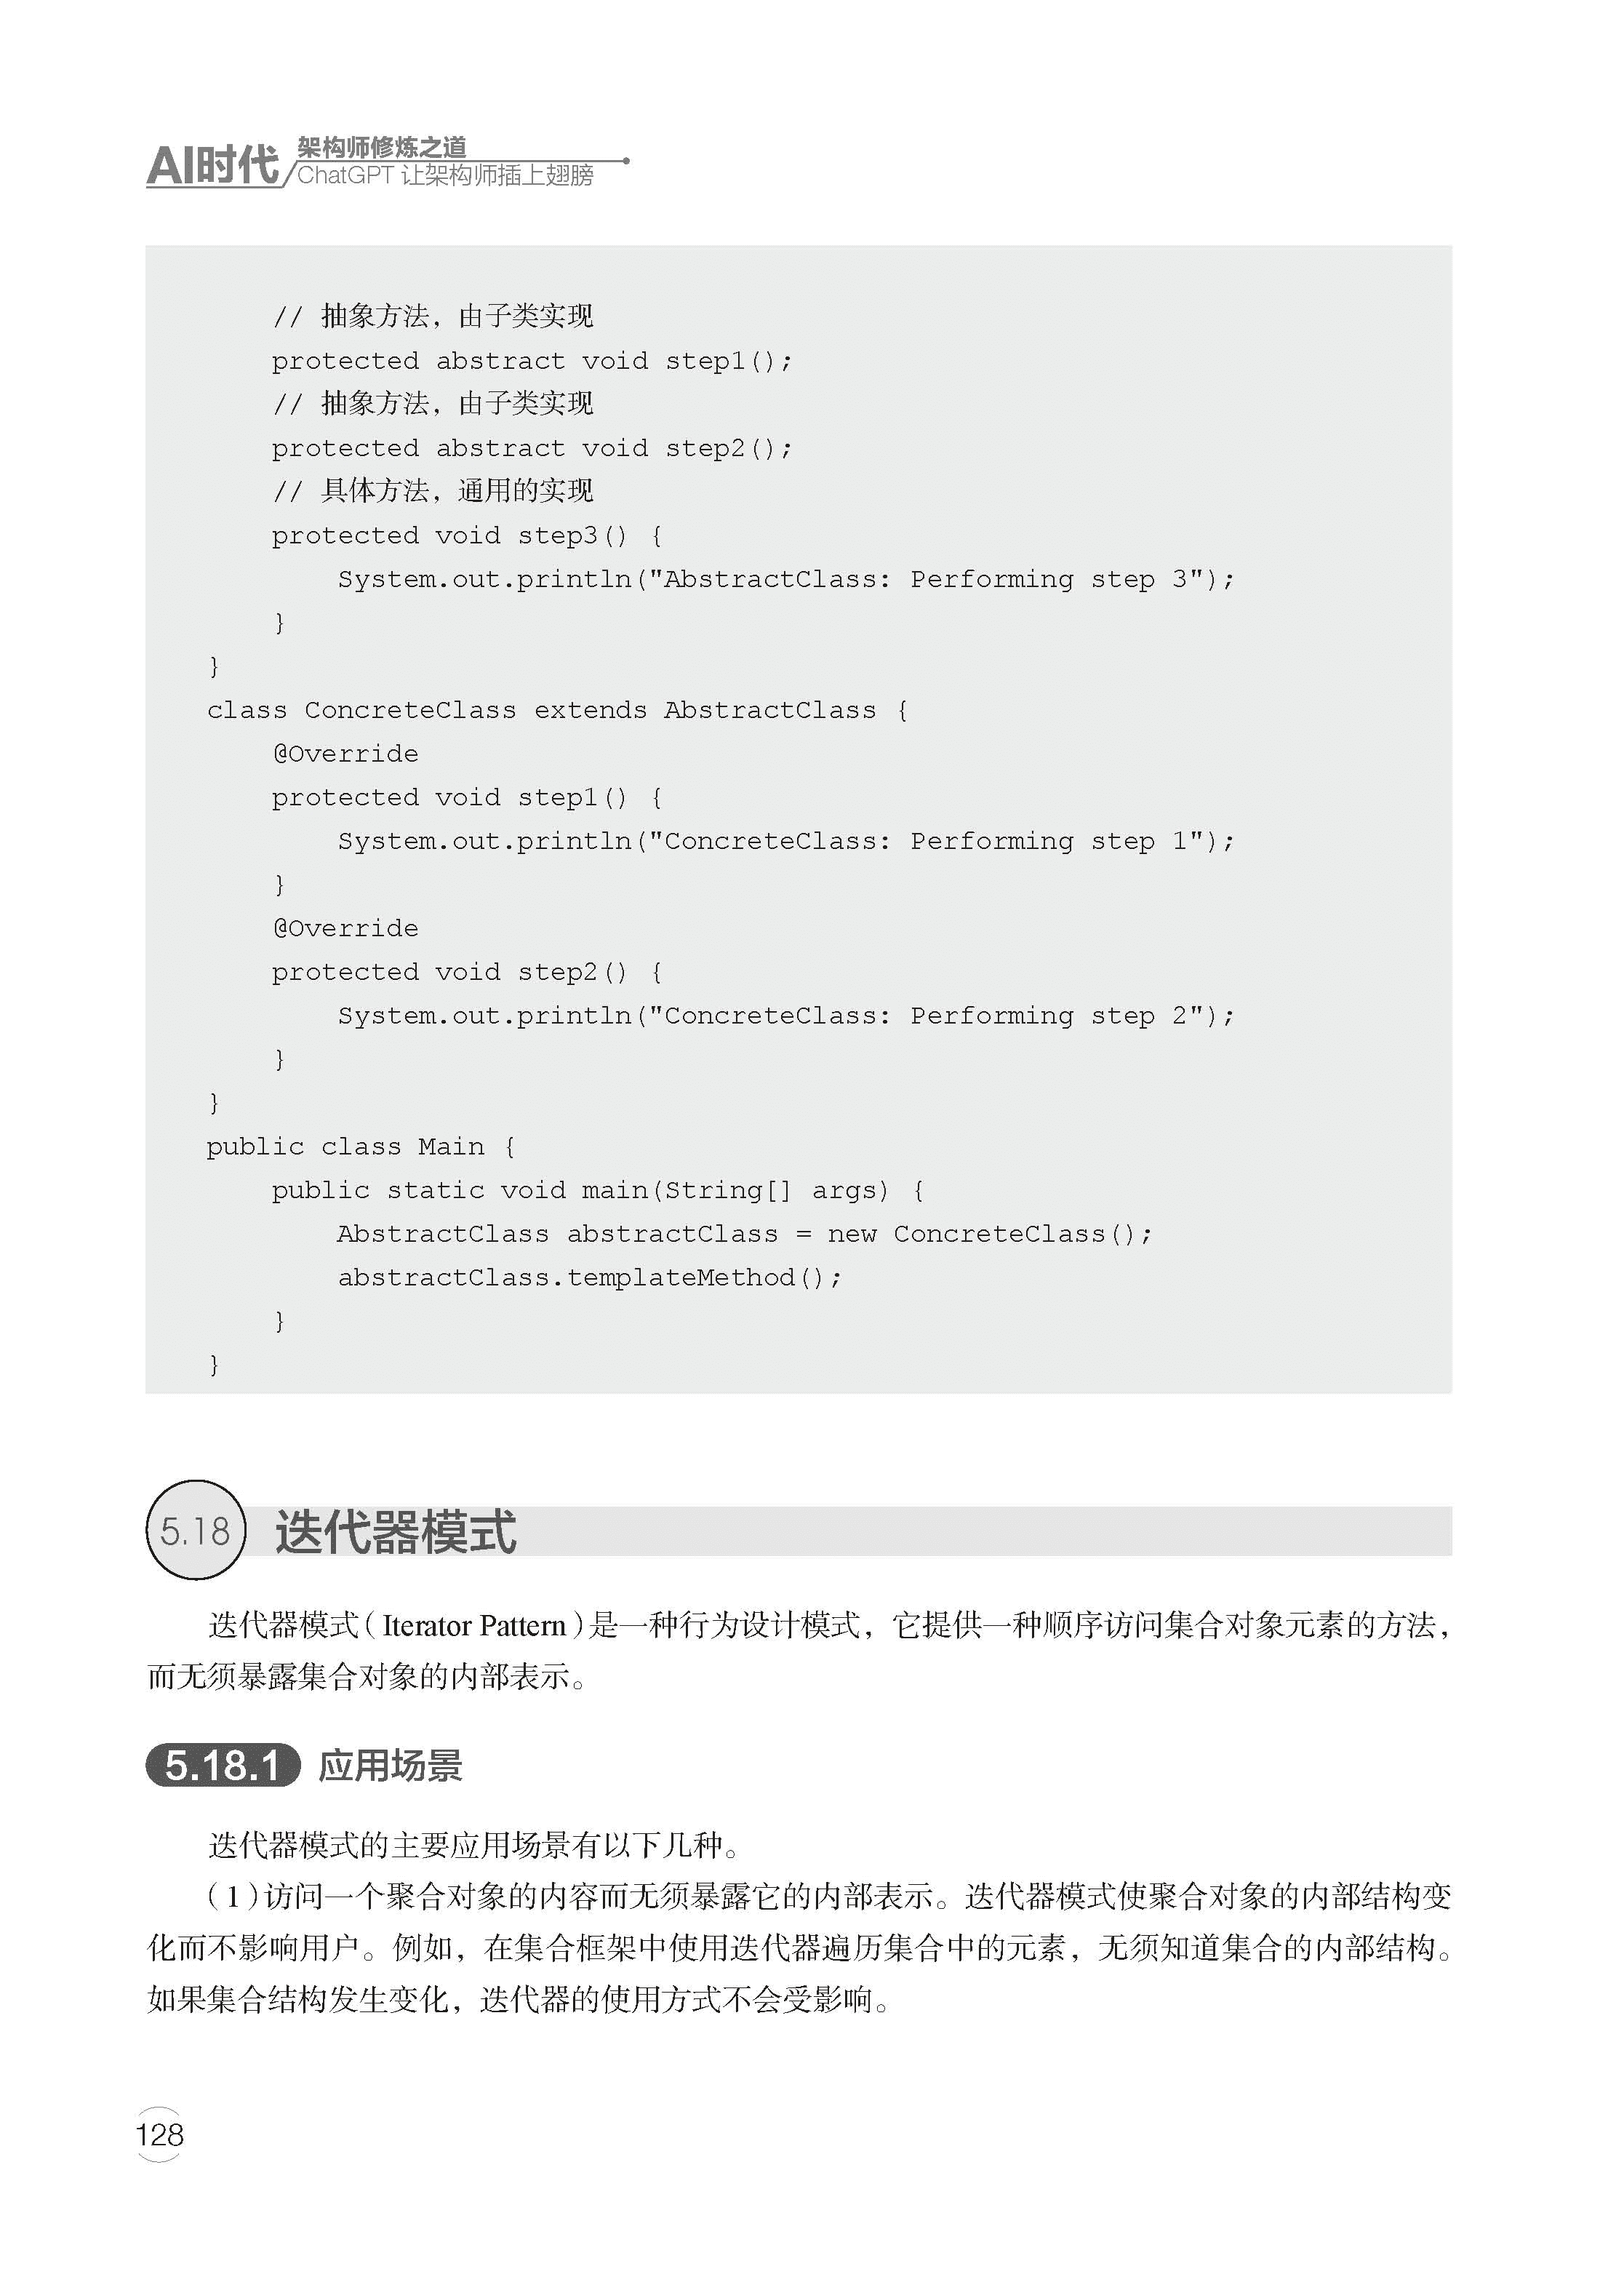 AI时代
架构师修炼之道
ChatGPT 让架构师插上翅膀
// 抽象方法，由子类实现
protected abstract void step1();
// 抽象方法，由子类实现
protected abstract void step2();
// 具体方法，通用的实现
protected void step3() {
System.out.println("AbstractClass: Performing step 3");
}
}
class ConcreteClass extends AbstractClass {
@Override
protected void step1() {
System.out.println("ConcreteClass: Performing step 1");
}
@Override
protected void step2() {
System.out.println("ConcreteClass: Performing step 2");
}
}
public class Main {
public static void main(String[] args) {
AbstractClass abstractClass = new ConcreteClass();
abstractClass.templateMethod();
}
}
5.18 迭代器模式
迭代器模式（Iterator Pattern）是一种行为设计模式，它提供一种顺序访问集合对象元素的方法，
而无须暴露集合对象的内部表示。
5.18.1 应用场景
迭代器模式的主要应用场景有以下几种。
（1）访问一个聚合对象的内容而无须暴露它的内部表示。迭代器模式使聚合对象的内部结构变
化而不影响用户。例如，在集合框架中使用迭代器遍历集合中的元素，无须知道集合的内部结构。
如果集合结构发生变化，迭代器的使用方式不会受影响。
128